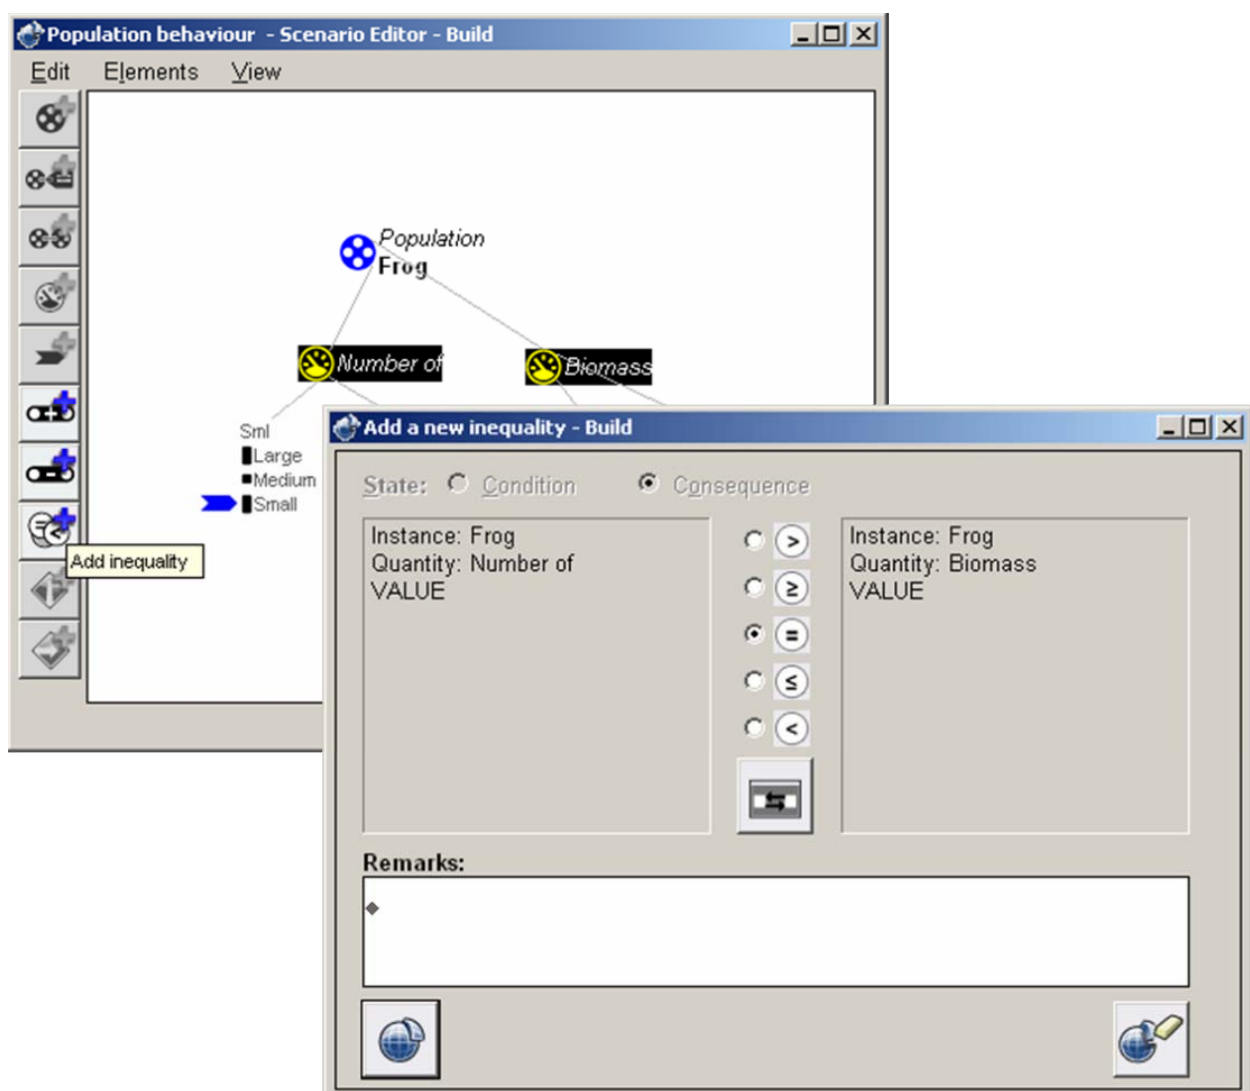 Population behaviour - Scenario Editor - Build
Edit Elements View
Population
Frog
Number of
Biomass
Sml
Large
Medium
Small
Add inequality
Add a new inequality - Build
State: Condition Consequence
Instance: Frog
Quantity: Number of
VALUE
>
≥
=
≤
<
Instance: Frog
Quantity: Biomass
VALUE
Remarks: